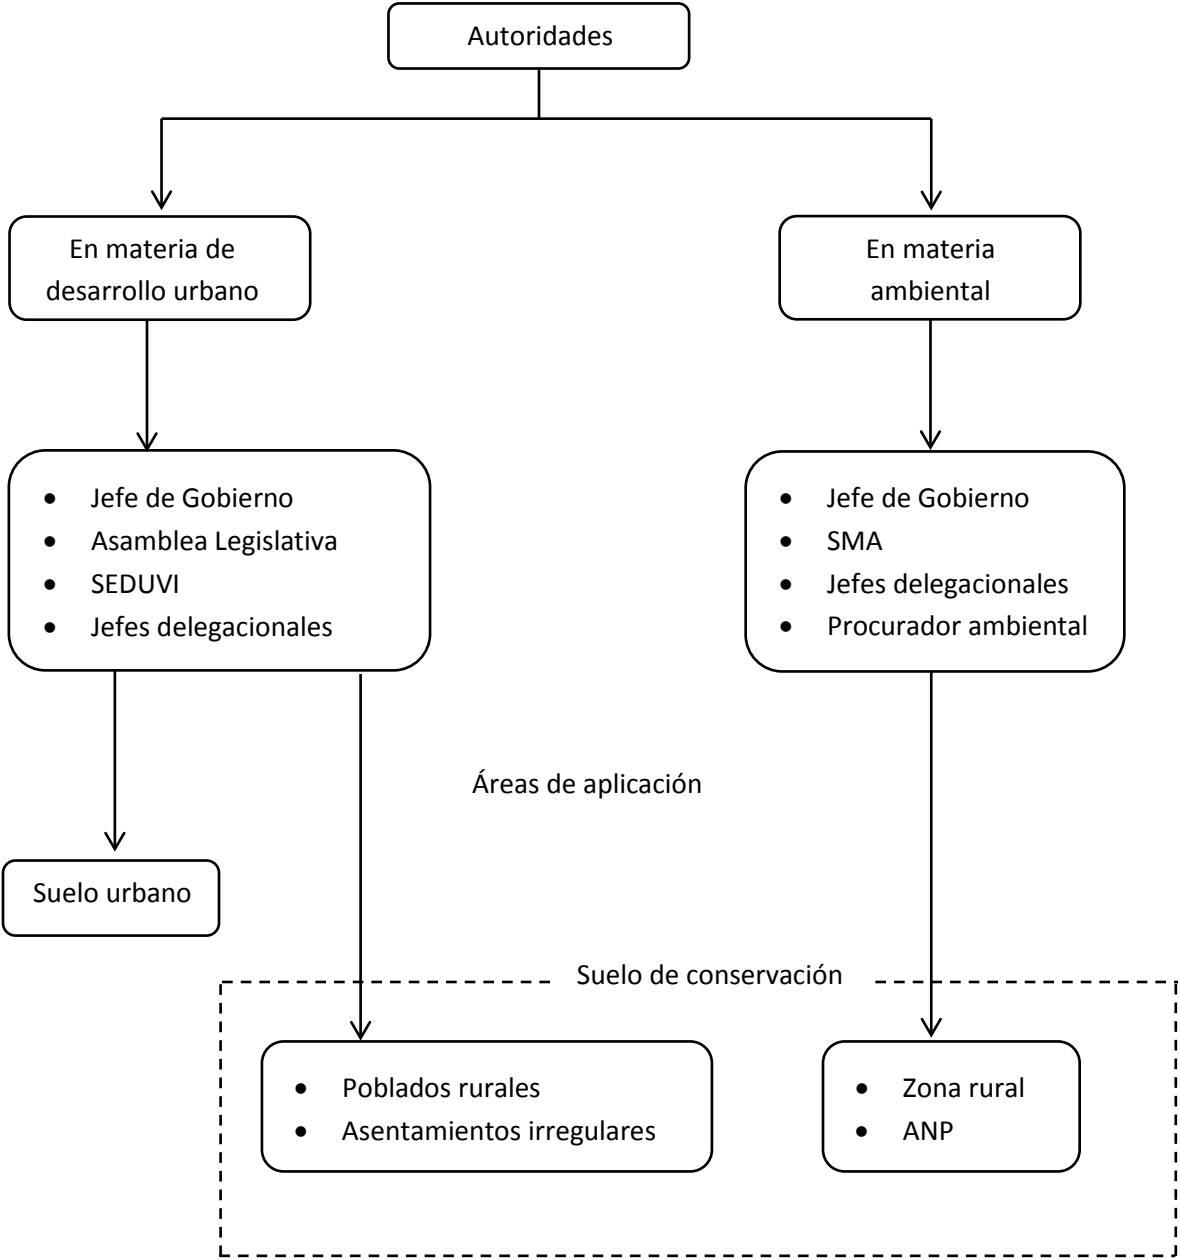 Autoridades
En materia de
desarrollo urbano
En materia
ambiental
• Jefe de Gobierno
• Asamblea Legislativa
• SEDUVI
• Jefes delegacionales
• Jefe de Gobierno
• SMA
• Jefes delegacionales
• Procurador ambiental
Áreas de aplicación
Suelo urbano
Suelo de conservación
• Poblados rurales
• Asentamientos irregulares
• Zona rural
• ANP